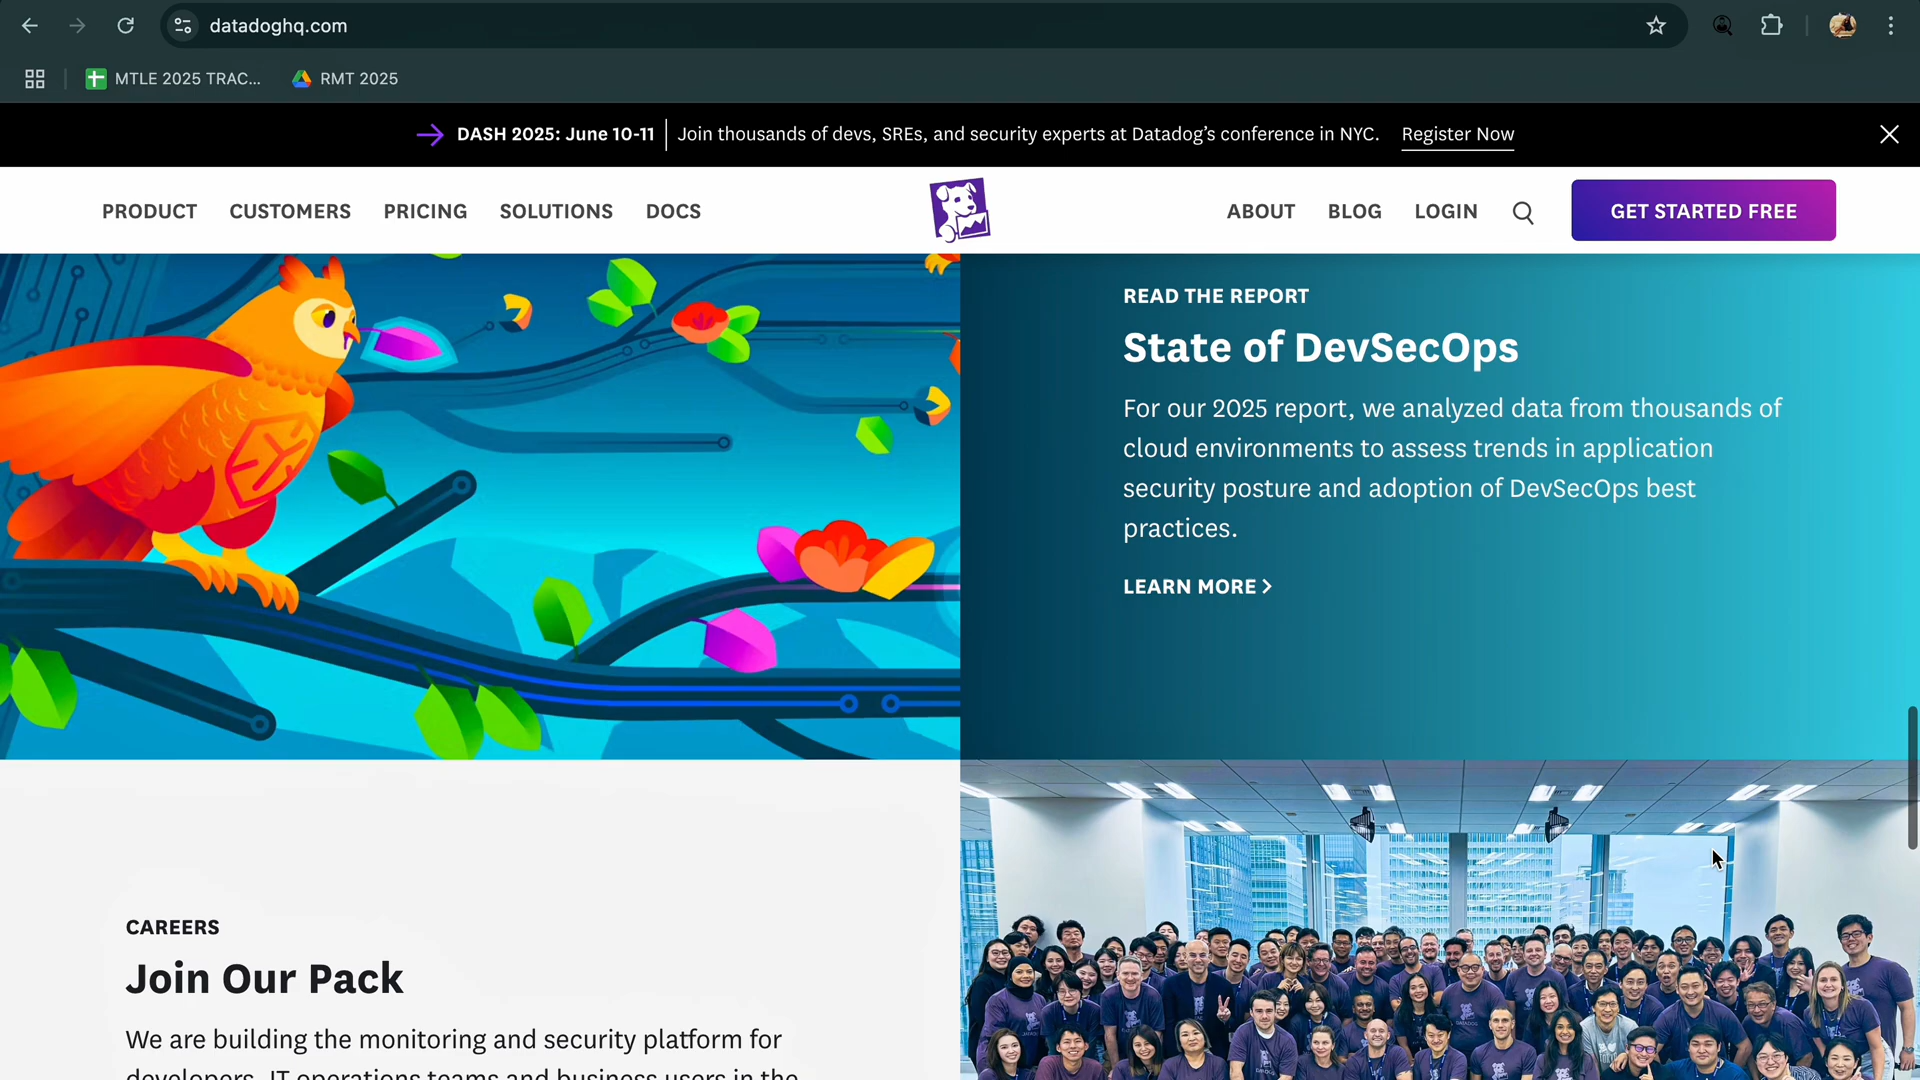 datadoghq.com
MTLE 2025 TRAC...
RMT 2025
DASH 2025: June 10-11
Join thousands of devs, SREs, and security experts at Datadog's conference in NYC.
Register Now
PRODUCT
CUSTOMERS
PRICING
SOLUTIONS
DOCS
ABOUT
BLOG
LOGIN
GET STARTED FREE
READ THE REPORT
State of DevSecOps
For our 2025 report, we analyzed data from thousands of
cloud environments to assess trends in application
security posture and adoption of DevSecOps best
practices.
LEARN MORE
CAREERS
Join Our Pack
We are building the monitoring and security platform for
developers, IT operations teams and business users in the